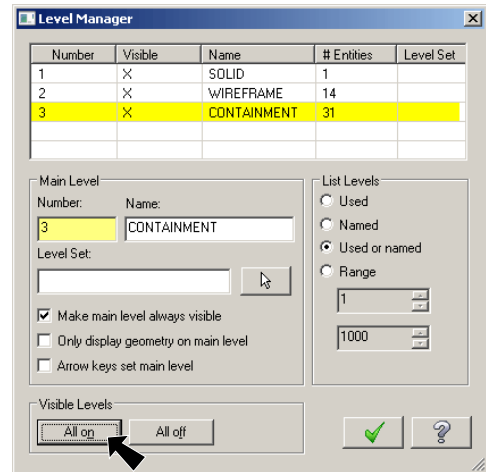 Level Manager
Number Visible Name # Entities Level Set
1 X SOLID 1
2 X WIREFRAME 14
3 X CONTAINMENT 31
Main Level
Number: Name:
3 CONTAINMENT
Level Set:
Make main level always visible
Only display geometry on main level
Arrow keys set main level
List Levels
Used
Named
Used or named
Range
1
1000
Visible Levels
All on All off